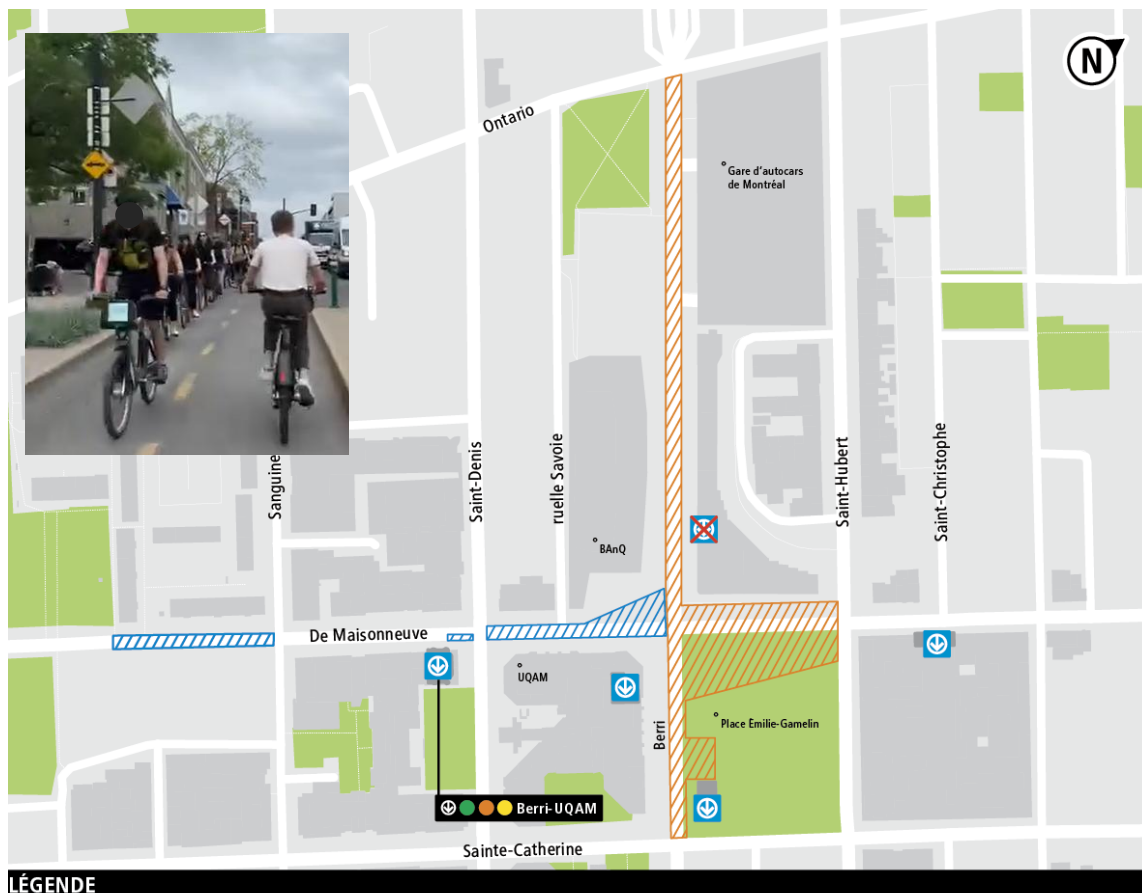 N
Ontario
Gare d'autocars
de Montréal
Sanguine
Saint-Denis
ruelle Savoie
Saint-Hubert
Saint-Christophe
BAnQ
De Maisonneuve
UQAM
Berri
Place Émilie-Gamelin
Berri-UQAM
Sainte-Catherine
LÉGENDE